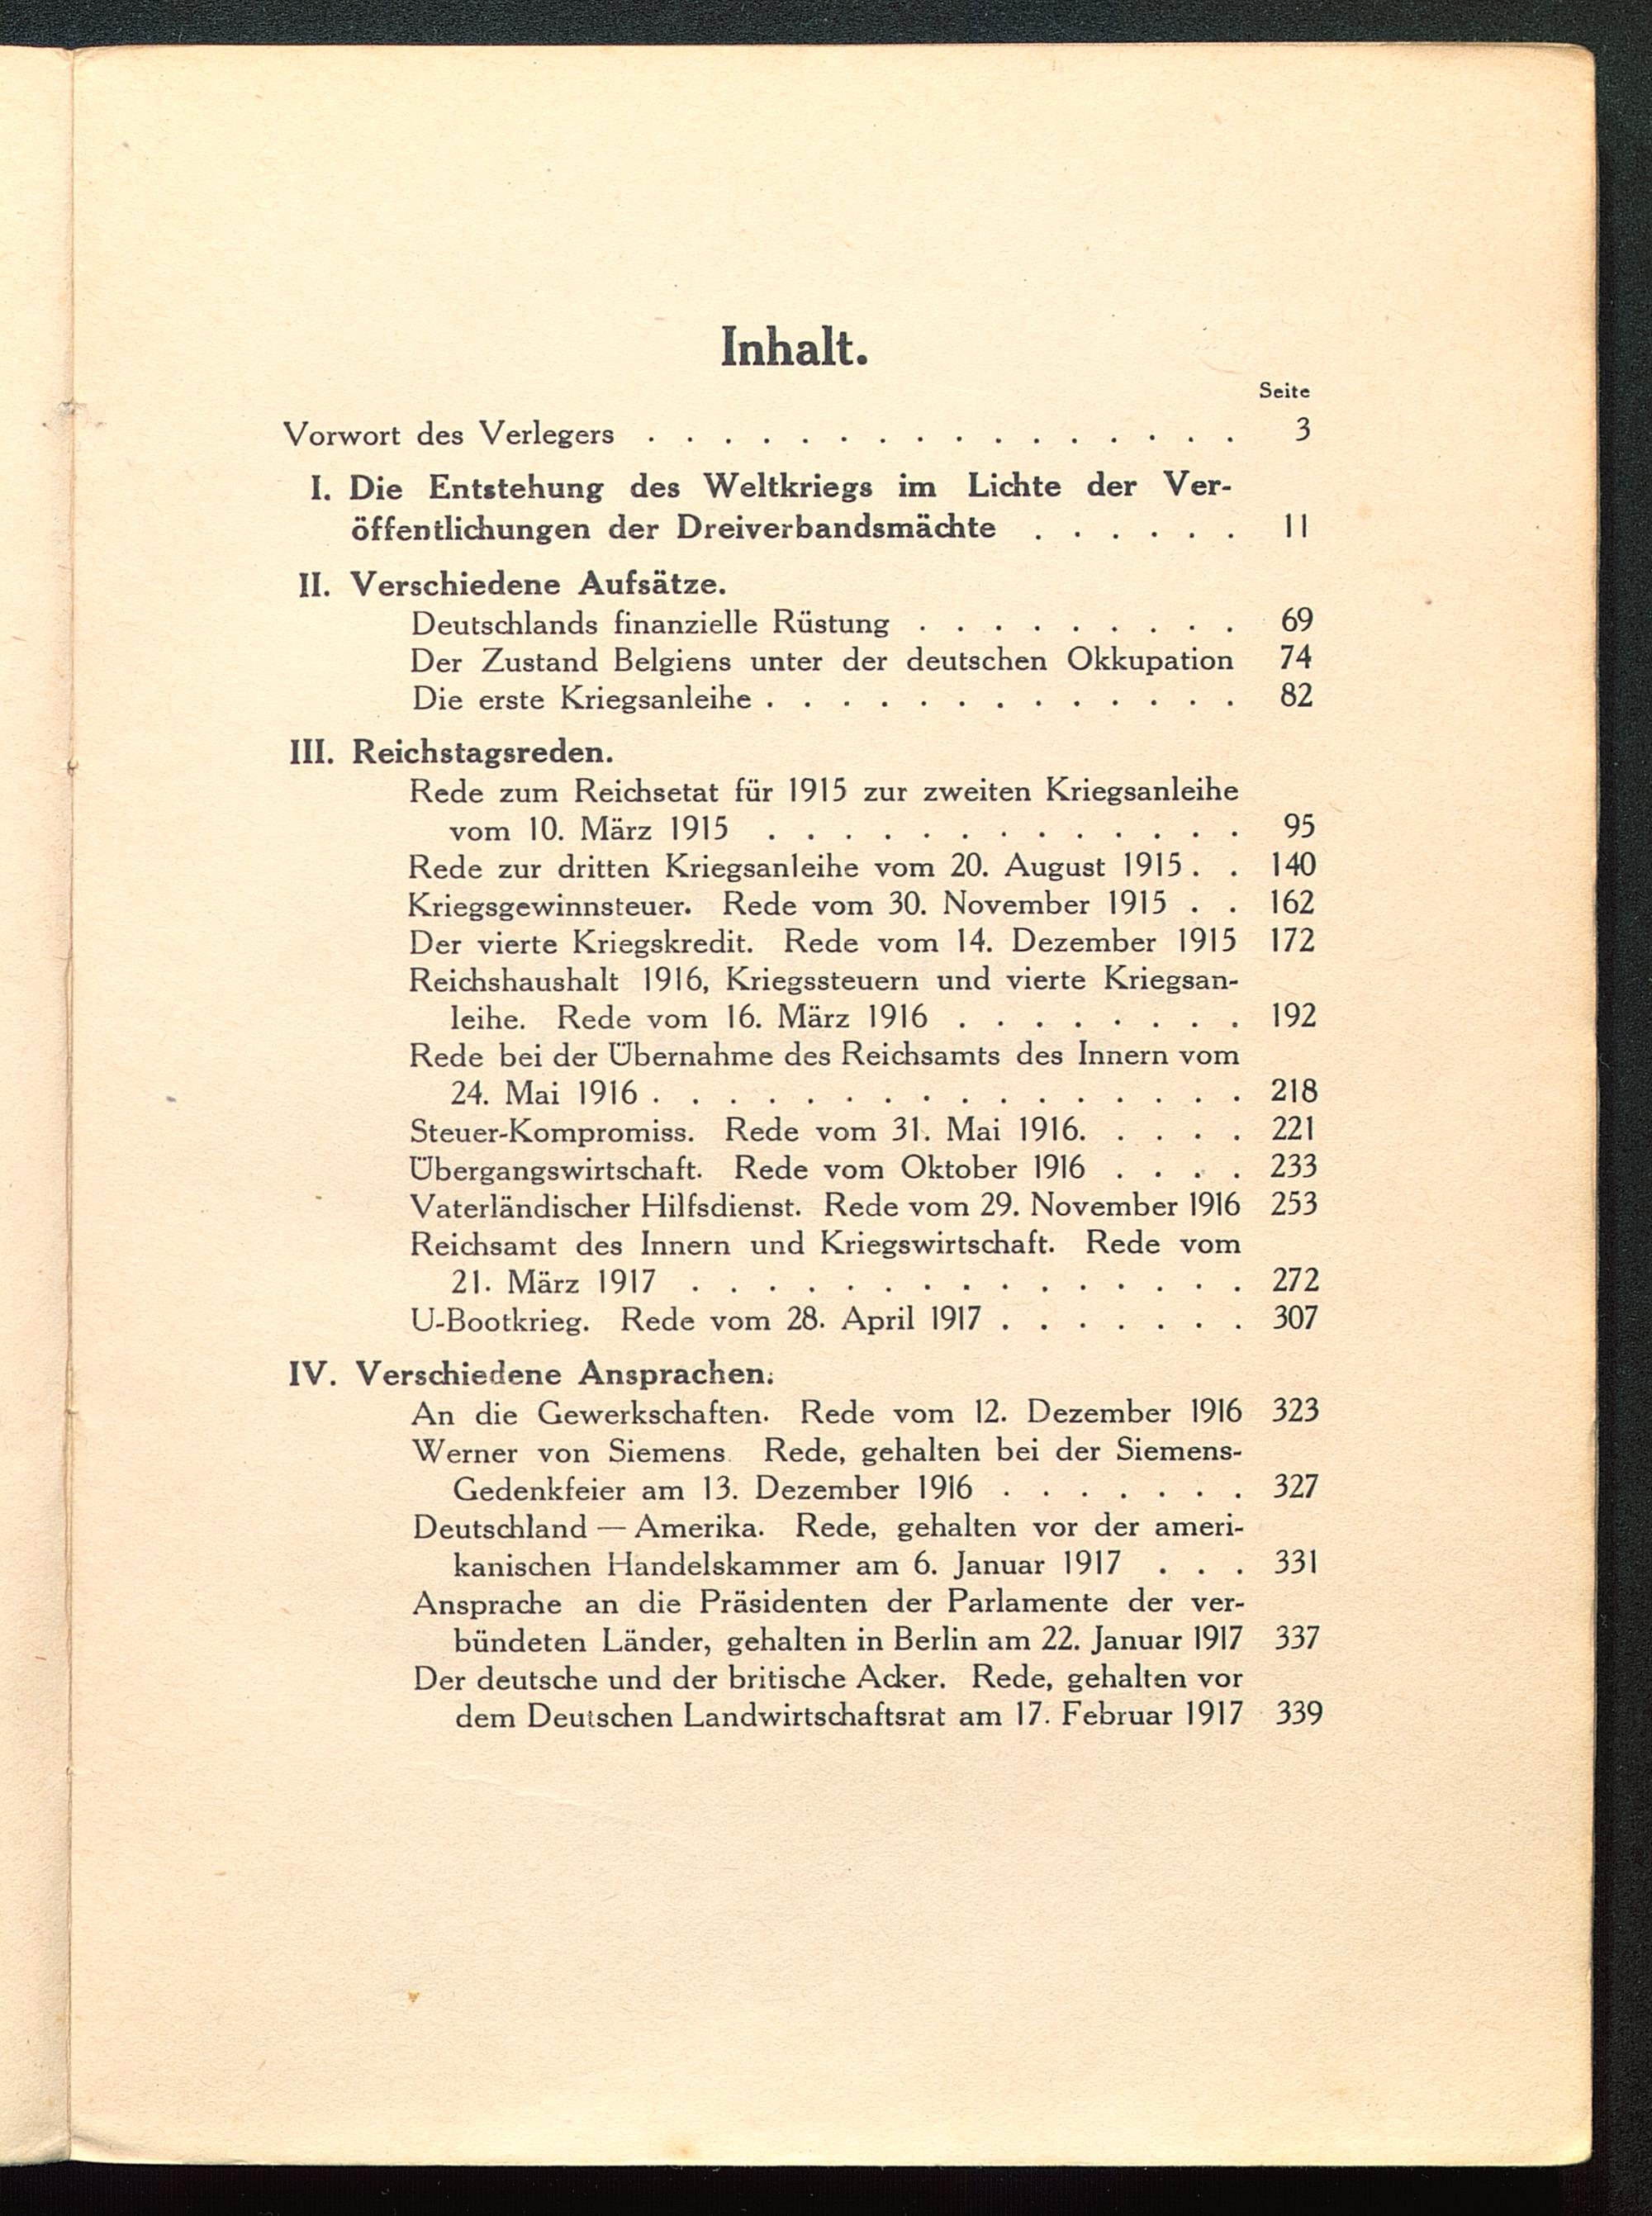 Inhalt.
Seite
Vorwort des Verlegers . . . . . . . . . . . . . . . . 3
I. Die Entstehung des Weltkriegs im Lichte der Ver-
öffentlichungen der Dreiverbandsmächte . . . . . . 11
II. Verschiedene Aufsätze.
Deutschlands finanzielle Rüstung . . . . . . . . . 69
Der Zustand Belgiens unter der deutschen Okkupation 74
Die erste Kriegsanleihe . . . . . . . . . . . . . 82
III. Reichstagsreden.
Rede zum Reichsetat für 1915 zur zweiten Kriegsanleihe
vom 10. März 1915 . . . . . . . . . . . . . 95
Rede zur dritten Kriegsanleihe vom 20. August 1915 . . 140
Kriegsgewinnsteuer. Rede vom 30. November 1915 . . 162
Der vierte Kriegskredit. Rede vom 14. Dezember 1915 172
Reichshaushalt 1916, Kriegssteuern und vierte Kriegsan-
leihe. Rede vom 16. März 1916 . . . . . . . . 192
Rede bei der Übernahme des Reichsamts des Innern vom
24. Mai 1916 . . . . . . . . . . . . . . . . 218
Steuer-Kompromiss. Rede vom 31. Mai 1916. . . . . 221
Übergangswirtschaft. Rede vom Oktober 1916 . . . . 233
Vaterländischer Hilfsdienst. Rede vom 29. November 1916 253
Reichsamt des Innern und Kriegswirtschaft. Rede vom
21. März 1917 . . . . . . . . . . . . . . . 272
U-Bootkrieg. Rede vom 28. April 1917 . . . . . . . 307
IV. Verschiedene Ansprachen.
An die Gewerkschaften. Rede vom 12. Dezember 1916 323
Werner von Siemens. Rede, gehalten bei der Siemens-
Gedenkfeier am 13. Dezember 1916 . . . . . . . 327
Deutschland — Amerika. Rede, gehalten vor der ameri-
kanischen Handelskammer am 6. Januar 1917 . . . 331
Ansprache an die Präsidenten der Parlamente der ver-
bündeten Länder, gehalten in Berlin am 22. Januar 1917 337
Der deutsche und der britische Acker. Rede, gehalten vor
dem Deutschen Landwirtschaftsrat am 17. Februar 1917 339